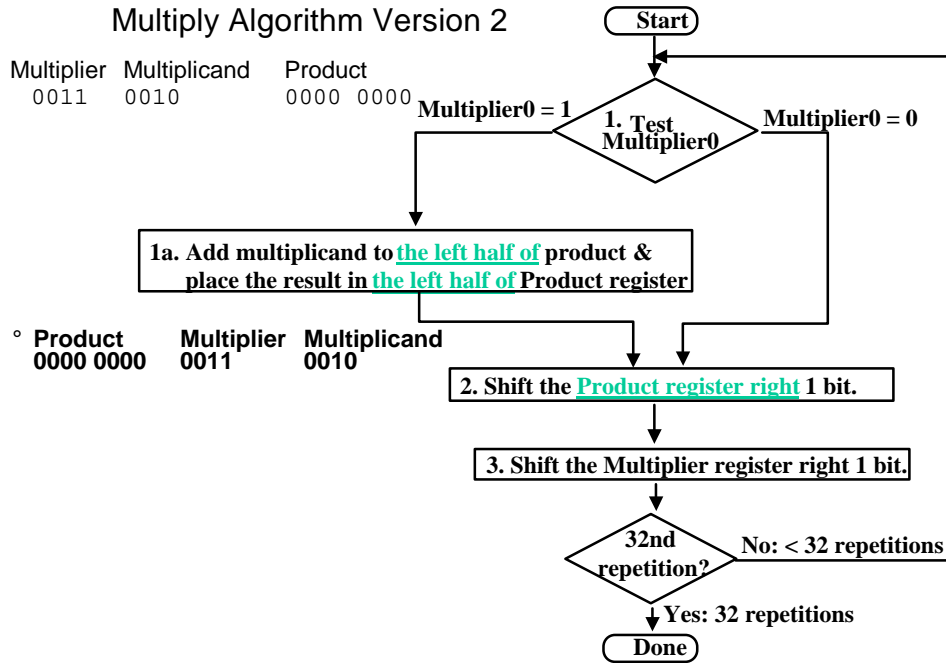 Multiply Algorithm Version 2
Start
Multiplier Multiplicand Product
0011 0010 0000 0000
Multiplier0 = 1
1. Test
Multiplier0
Multiplier0 = 0
1a. Add multiplicand to the left half of product &
place the result in the left half of Product register
° Product Multiplier Multiplicand
0000 0000 0011 0010
2. Shift the Product register right 1 bit.
3. Shift the Multiplier register right 1 bit.
32nd
repetition?
No: < 32 repetitions
Yes: 32 repetitions
Done